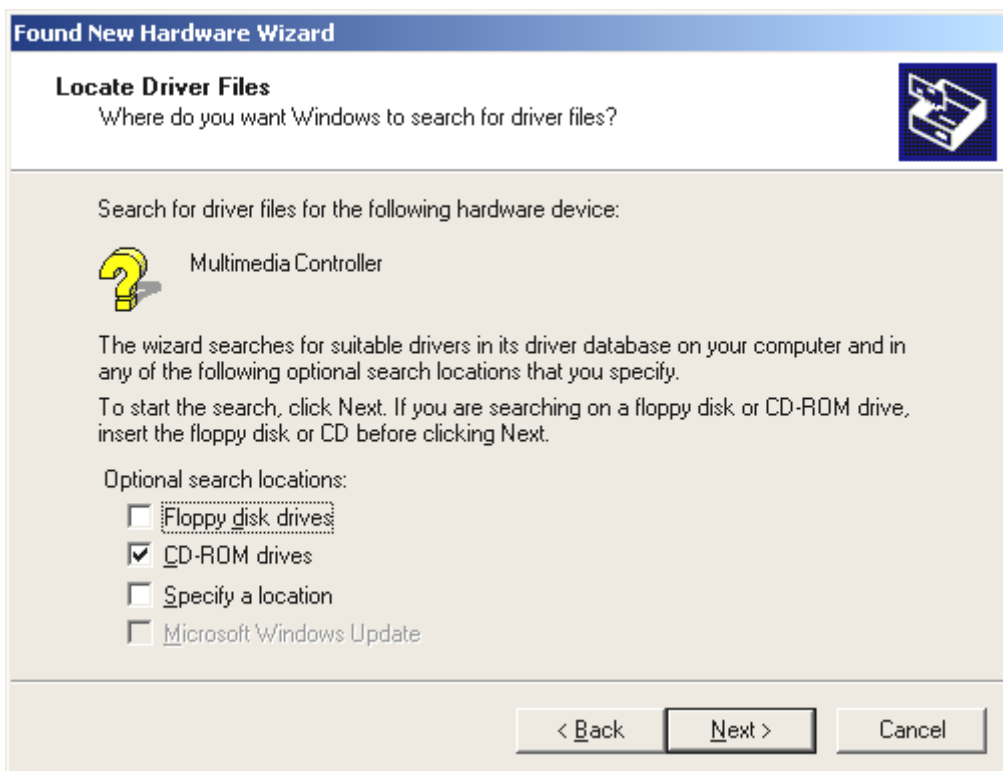 Found New Hardware Wizard
Locate Driver Files
Where do you want Windows to search for driver files?
Search for driver files for the following hardware device:
Multimedia Controller
The wizard searches for suitable drivers in its driver database on your computer and in
any of the following optional search locations that you specify.
To start the search, click Next. If you are searching on a floppy disk or CD-ROM drive,
insert the floppy disk or CD before clicking Next.
Optional search locations:
Floppy disk drives
CD-ROM drives
Specify a location
Microsoft Windows Update
< Back Next > Cancel